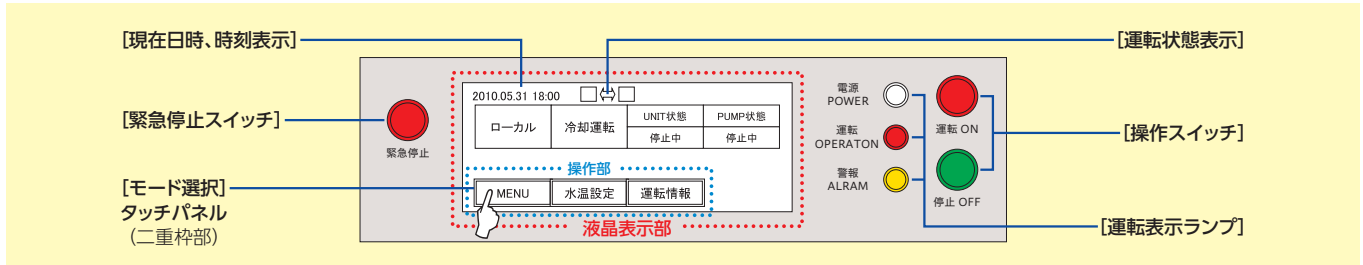 [現在日時、時刻表示]
[運転状態表示]
[緊急停止スイッチ]
緊急停止
[モード選択]
タッチパネル
(二重枠部)
2010.05.31 18:00
ローカル
冷却運転
UNIT状態
PUMP状態
停止中
停止中
操作部
MENU
水温設定
運転情報
液晶表示部
電源
POWER
運転
OPERATON
警報
ALRAM
運転 ON
停止 OFF
[操作スイッチ]
[運転表示ランプ]